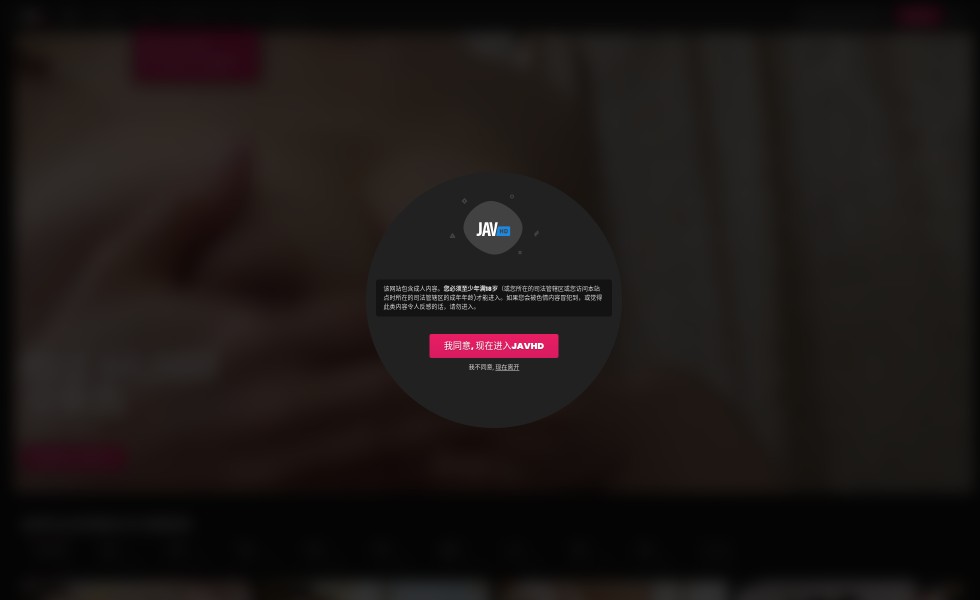 JAV HD
该网站包含成人内容。您必须至少年满18岁（或您所在的司法管辖区或您访问本站
点时所在的司法管辖区的成年年龄)才能进入。如果您会被色情内容冒犯到，或觉得
此类内容令人反感的话，请勿进入。
我同意, 现在进入JAVHD
我不同意, 现在离开